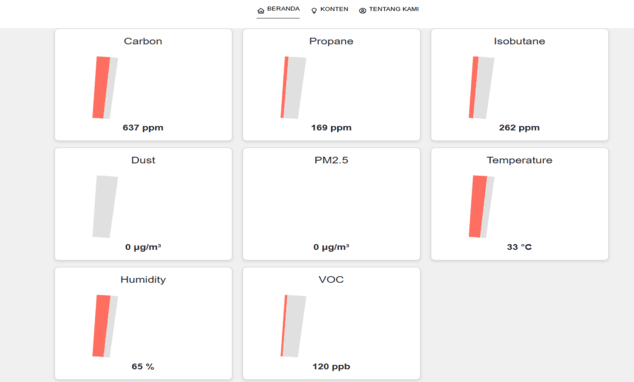 BERANDA KONTEN TENTANG KAMI
Carbon
637 ppm
Propane
169 ppm
Isobutane
262 ppm
Dust
0 µg/m³
PM2.5
0 µg/m³
Temperature
33 °C
Humidity
65 %
VOC
120 ppb